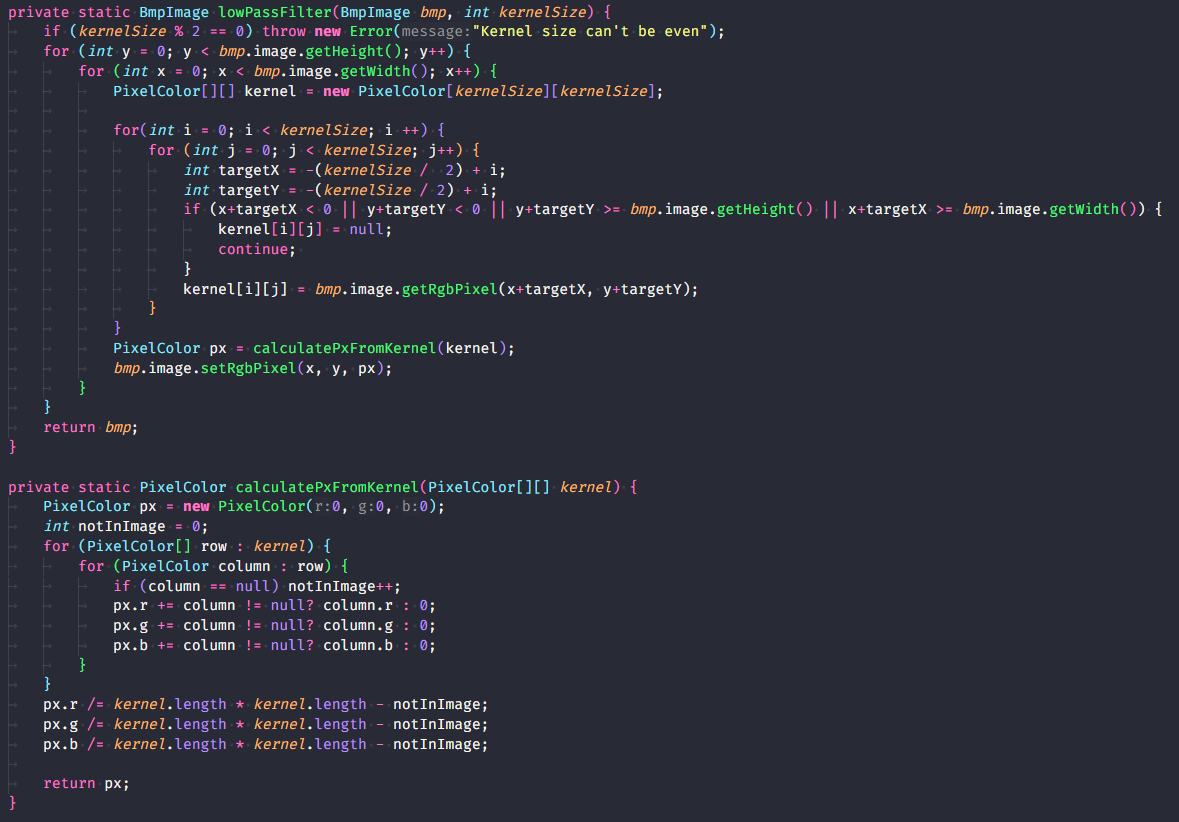 private static BmpImage lowPassFilter(BmpImage bmp, int kernelSize) {
if (kernelSize % 2 == 0) throw new Error(message:"Kernel size can't be even");
for (int y = 0; y < bmp.image.getHeight(); y++) {
for (int x = 0; x < bmp.image.getWidth(); x++) {
PixelColor[][] kernel = new PixelColor[kernelSize][kernelSize];
for(int i = 0; i < kernelSize; i ++) {
for (int j = 0; j < kernelSize; j++) {
int targetX = -(kernelSize /  2) + i;
int targetY = -(kernelSize / 2) + i;
if (x+targetX < 0 || y+targetY < 0 || y+targetY >= bmp.image.getHeight() || x+targetX >= bmp.image.getWidth()) {
kernel[i][j] = null;
continue;
}
kernel[i][j] = bmp.image.getRgbPixel(x+targetX, y+targetY);
}
}
PixelColor px = calculatePxFromKernel(kernel);
bmp.image.setRgbPixel(x, y, px);
}
}
return bmp;
}
private static PixelColor calculatePxFromKernel(PixelColor[][] kernel) {
PixelColor px = new PixelColor(r:0, g:0, b:0);
int notInImage = 0;
for (PixelColor[] row : kernel) {
for (PixelColor column : row) {
if (column == null) notInImage++;
px.r += column != null? column.r : 0;
px.g += column != null? column.g : 0;
px.b += column != null? column.b : 0;
}
}
px.r /= kernel.length * kernel.length - notInImage;
px.g /= kernel.length * kernel.length - notInImage;
px.b /= kernel.length * kernel.length - notInImage;
return px;
}